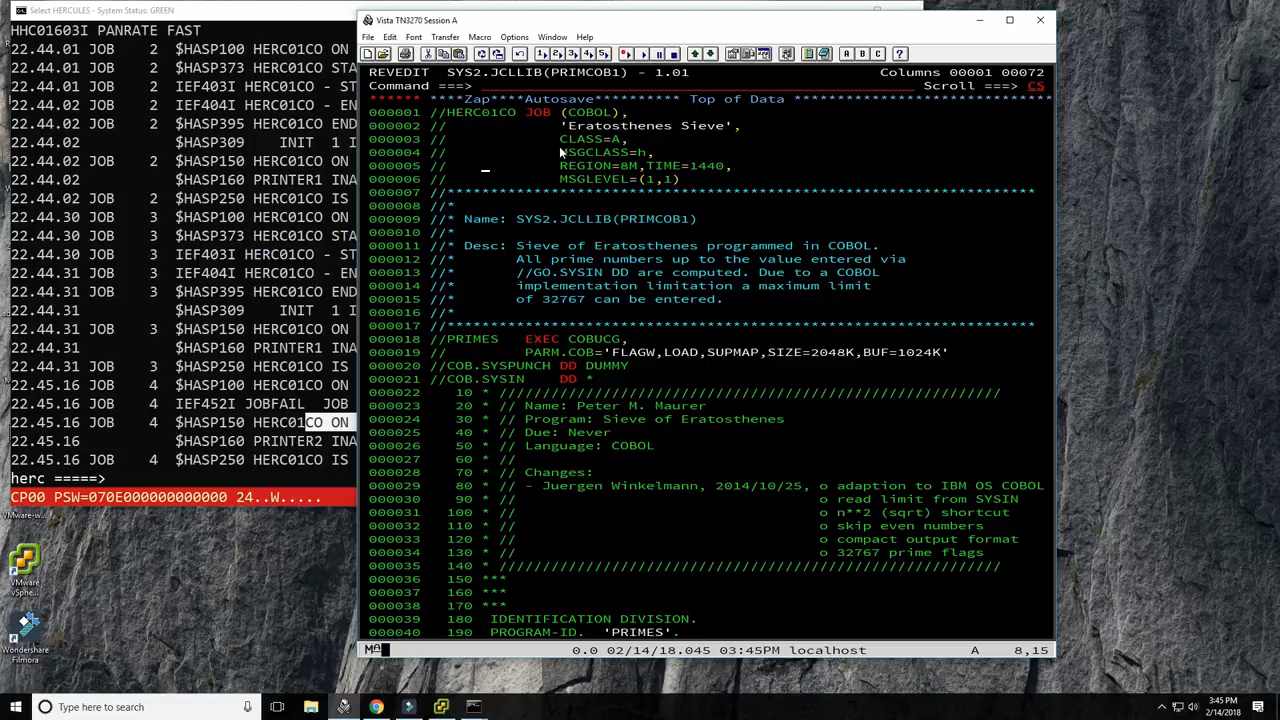 Select HERCULES - System Status: GREEN
HHC01603I PANRATE FAST
22.44.01 JOB 2 $HASP100 HERC01CO ON
22.44.01 JOB 2 $HASP373 HERC01CO STA
22.44.01 JOB 2 IEF403I HERC01CO - ST
22.44.02 JOB 2 IEF404I HERC01CO - EN
22.44.02 JOB 2 $HASP395 HERC01CO END
22.44.02 $HASP309 INIT 1 I
22.44.02 JOB 2 $HASP150 HERC01CO ON
22.44.02 $HASP160 PRINTER1 INA
22.44.02 JOB 2 $HASP250 HERC01CO IS
22.44.30 JOB 3 $HASP100 HERC01CO ON
22.44.30 JOB 3 $HASP373 HERC01CO STA
22.44.30 JOB 3 IEF403I HERC01CO - ST
22.44.31 JOB 3 IEF404I HERC01CO - EN
22.44.31 JOB 3 $HASP395 HERC01CO END
22.44.31 $HASP309 INIT 1 I
22.44.31 JOB 3 $HASP150 HERC01CO ON
22.44.31 $HASP160 PRINTER1 INA
22.44.31 JOB 3 $HASP250 HERC01CO IS
22.45.16 JOB 4 $HASP100 HERC01CO ON
22.45.16 JOB 4 IEF452I JOBFAIL JOB
22.45.16 JOB 4 $HASP150 HERC01CO ON
22.45.16 $HASP160 PRINTER2 INA
22.45.16 JOB 4 $HASP250 HERC01CO IS
herc =====>
CP00 PSW=070E000000000000 24..W.....
VMware-w...
VMware vSphe...
Wondershare Filmora
Vista TN3270 Session A
File Edit Font Transfer Macro Options Window Help
1 2 3 4 5 A B C ?
REVEDIT SYS2.JCLLIB(PRIMCOB1) - 1.01 Columns 00001 00072
Command ===> Scroll ===> CS
****** ****Zap****Autosave********** Top of Data ******************************
000001 //HERC01CO JOB (COBOL),
000002 // 'Eratosthenes Sieve',
000003 // CLASS=A,
000004 // MSGCLASS=h,
000005 // REGION=8M,TIME=1440,
000006 // MSGLEVEL=(1,1)
000007 //********************************************************************
000008 //*
000009 //* Name: SYS2.JCLLIB(PRIMCOB1)
000010 //*
000011 //* Desc: Sieve of Eratosthenes programmed in COBOL.
000012 //* All prime numbers up to the value entered via
000013 //* //GO.SYSIN DD are computed. Due to a COBOL
000014 //* implementation limitation a maximum limit
000015 //* of 32767 can be entered.
000016 //*
000017 //********************************************************************
000018 //PRIMES EXEC COBUCG,
000019 // PARM.COB='FLAGW,LOAD,SUPMAP,SIZE=2048K,BUF=1024K'
000020 //COB.SYSPUNCH DD DUMMY
000021 //COB.SYSIN DD *
000022 10 * //////////////////////////////////////////////////////////
000023 20 * // Name: Peter M. Maurer
000024 30 * // Program: Sieve of Eratosthenes
000025 40 * // Due: Never
000026 50 * // Language: COBOL
000027 60 * //
000028 70 * // Changes:
000029 80 * // - Juergen Winkelmann, 2014/10/25, o adaption to IBM OS COBOL
000030 90 * // o read limit from SYSIN
000031 100 * // o n**2 (sqrt) shortcut
000032 110 * // o skip even numbers
000033 120 * // o compact output format
000034 130 * // o 32767 prime flags
000035 140 * //////////////////////////////////////////////////////////
000036 150 ***
000037 160 ***
000038 170 ***
000039 180 IDENTIFICATION DIVISION.
000040 190 PROGRAM-ID. 'PRIMES'.
MA 0.0 02/14/18.045 03:45PM localhost A 8,15
Type here to search
3:45 PM
2/14/2018